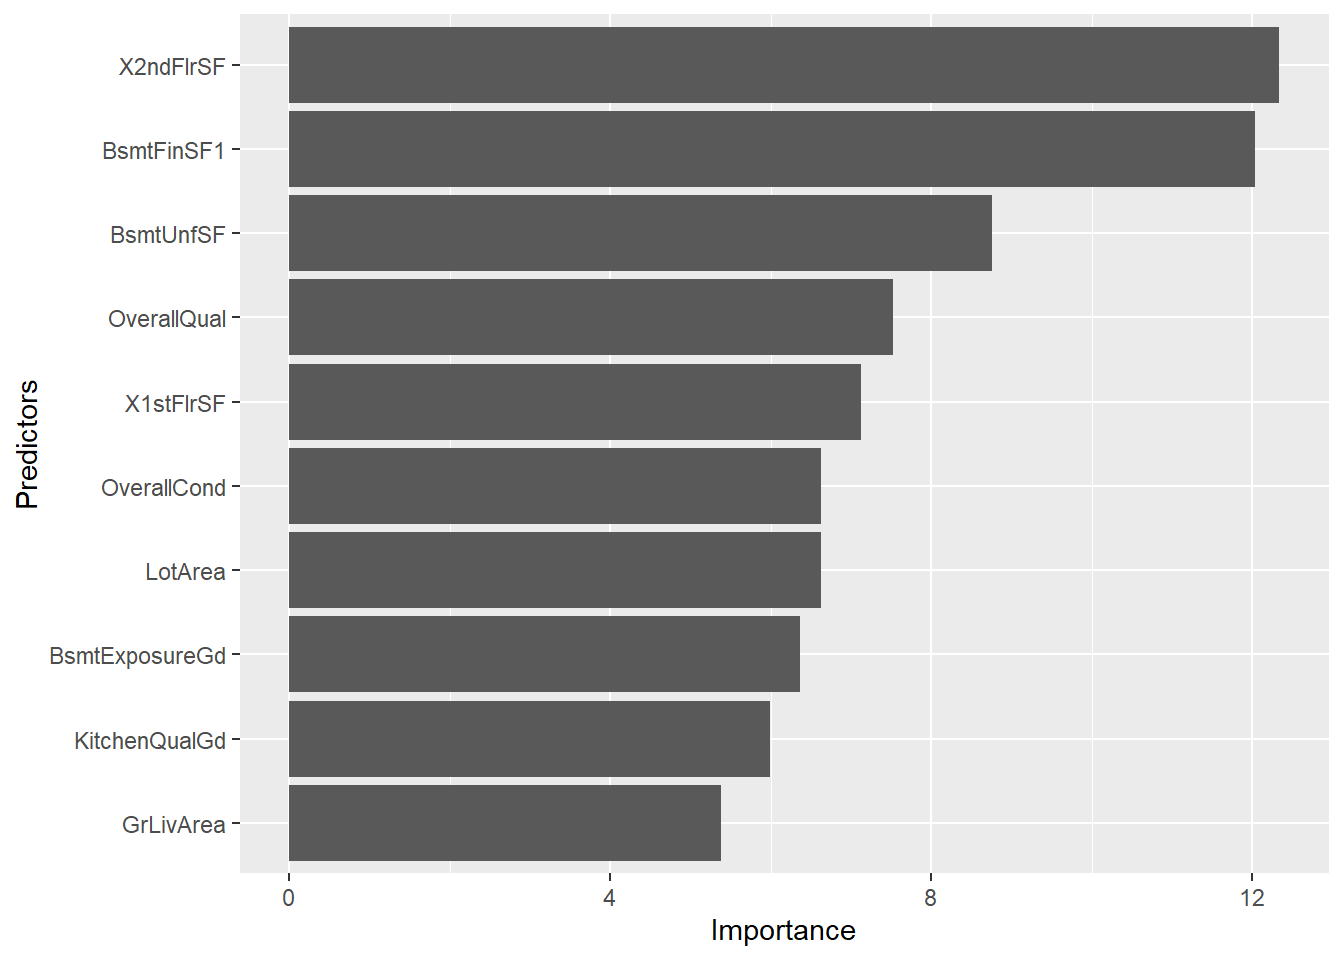 Predictors
X2ndFlrSF
BsmtFinSF1
BsmtUnfSF
OverallQual
X1stFlrSF
OverallCond
LotArea
BsmtExposureGd
KitchenQualGd
GrLivArea
0 4 8 12
Importance